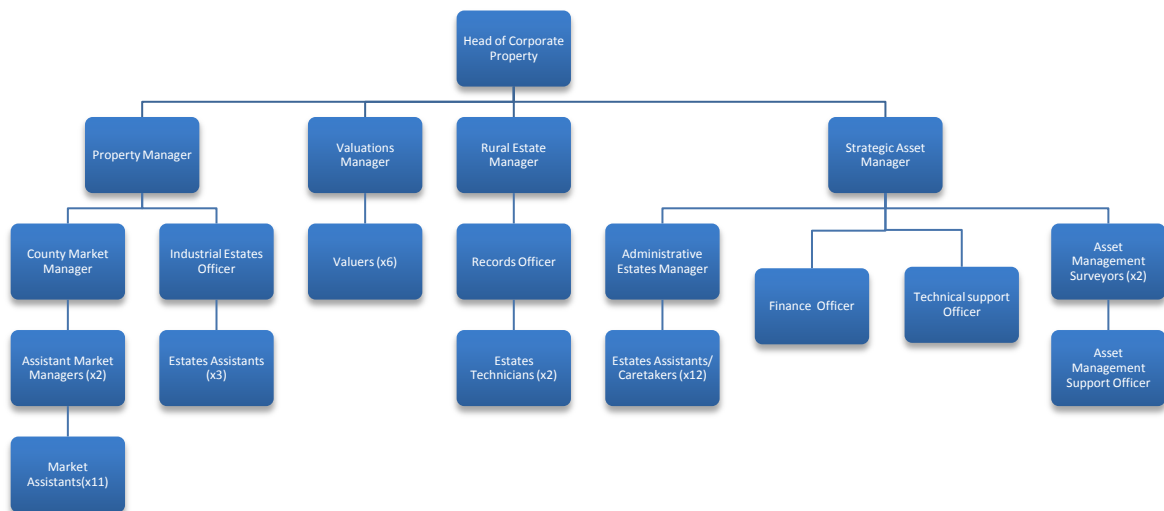 Head of Corporate
Property
Property Manager
Valuations
Manager
Rural Estate
Manager
Strategic Asset
Manager
County Market
Manager
Industrial Estates
Officer
Valuers (x6)
Records Officer
Administrative
Estates Manager
Finance Officer
Technical support
Officer
Asset
Management
Surveyors (x2)
Assistant Market
Managers (x2)
Estates Assistants
(x3)
Estates
Technicians (x2)
Estates Assistants/
Caretakers (x12)
Asset
Management
Support Officer
Market
Assistants(x11)